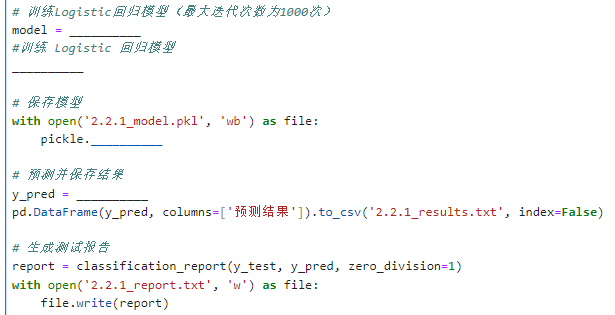 # 训练Logistic回归模型（最大迭代次数为1000次）
model = __________
#训练 Logistic 回归模型
__________
# 保存模型
with open('2.2.1_model.pkl', 'wb') as file:
    pickle.__________
# 预测并保存结果
y_pred = __________
pd.DataFrame(y_pred, columns=['预测结果']).to_csv('2.2.1_results.txt', index=False)
# 生成测试报告
report = classification_report(y_test, y_pred, zero_division=1)
with open('2.2.1_report.txt', 'w') as file:
    file.write(report)